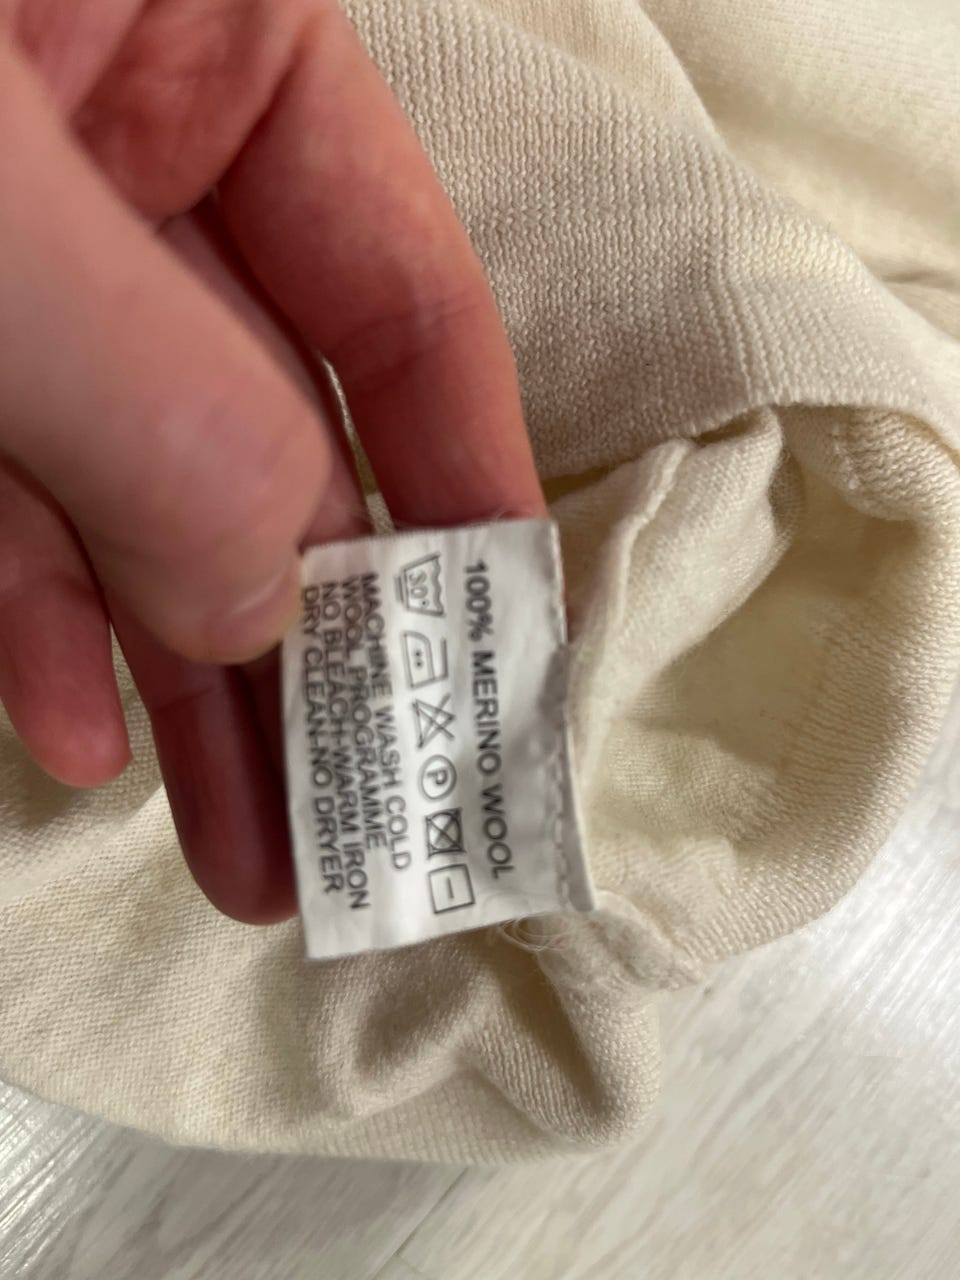 100% MERINO WOOL
30°
P
MACHINE WASH COLD
WOOL PROGRAMME
NO BLEACH-WARM IRON
DRY CLEAN-NO DRYER